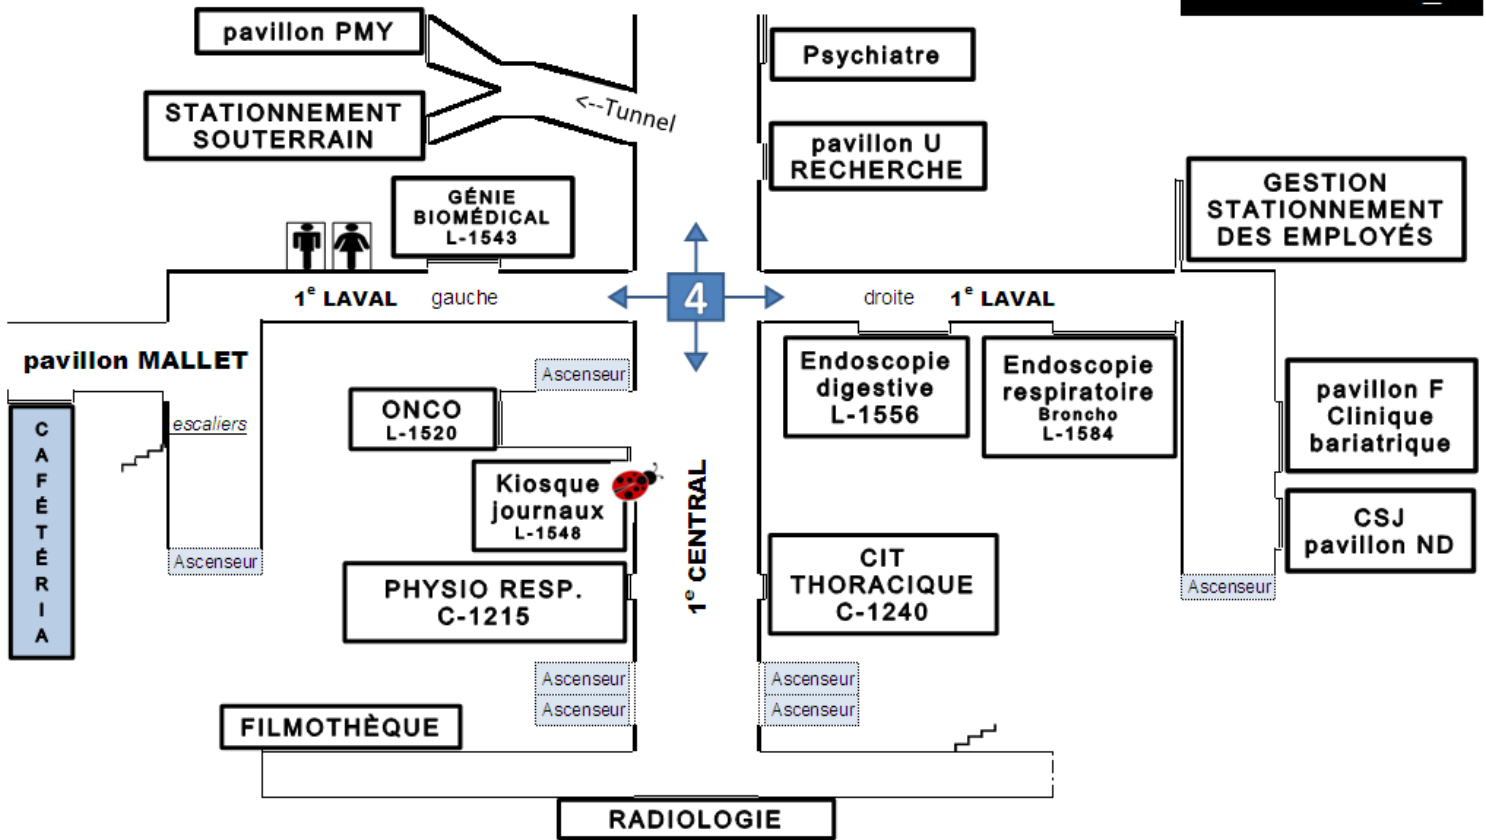 pavillon PMY
Psychiatre
STATIONNEMENT
SOUTERRAIN
<--Tunnel
pavillon U
RECHERCHE
GÉNIE
BIOMÉDICAL
L-1543
GESTION
STATIONNEMENT
DES EMPLOYÉS
1e LAVAL gauche
4
droite 1e LAVAL
pavillon MALLET
Ascenseur
Endoscopie
digestive
L-1556
Endoscopie
respiratoire
Broncho
L-1584
pavillon F
Clinique
bariatrique
ONCO
L-1520
escaliers
CAFÉTÉRIA
Kiosque
journaux
L-1548
1e CENTRAL
CSJ
pavillon ND
Ascenseur
PHYSIO RESP.
C-1215
CIT
THORACIQUE
C-1240
Ascenseur
Ascenseur
Ascenseur
Ascenseur
Ascenseur
FILMOTHÈQUE
RADIOLOGIE